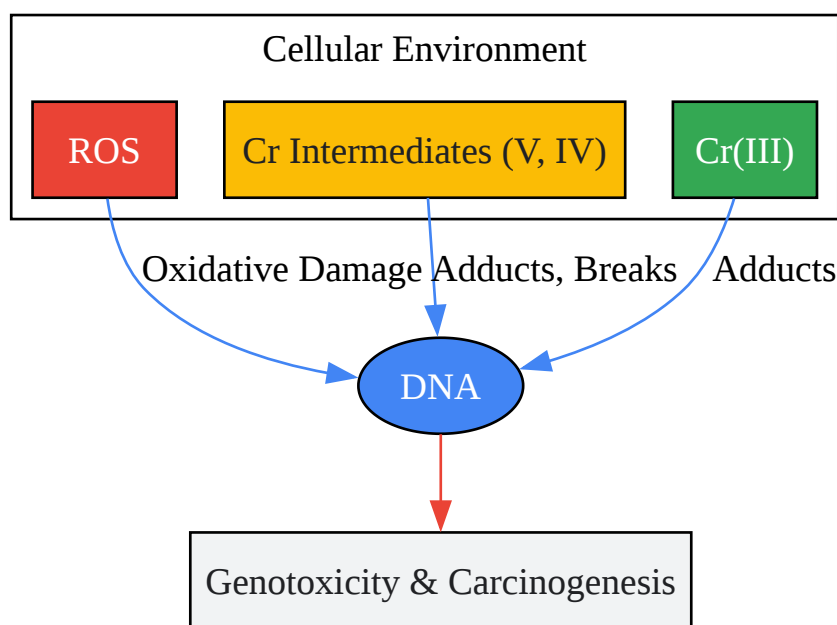 Cellular Environment
ROS
Cr Intermediates (V, IV)
Cr(III)
Oxidative Damage
Adducts, Breaks
Adducts
DNA
Genotoxicity & Carcinogenesis